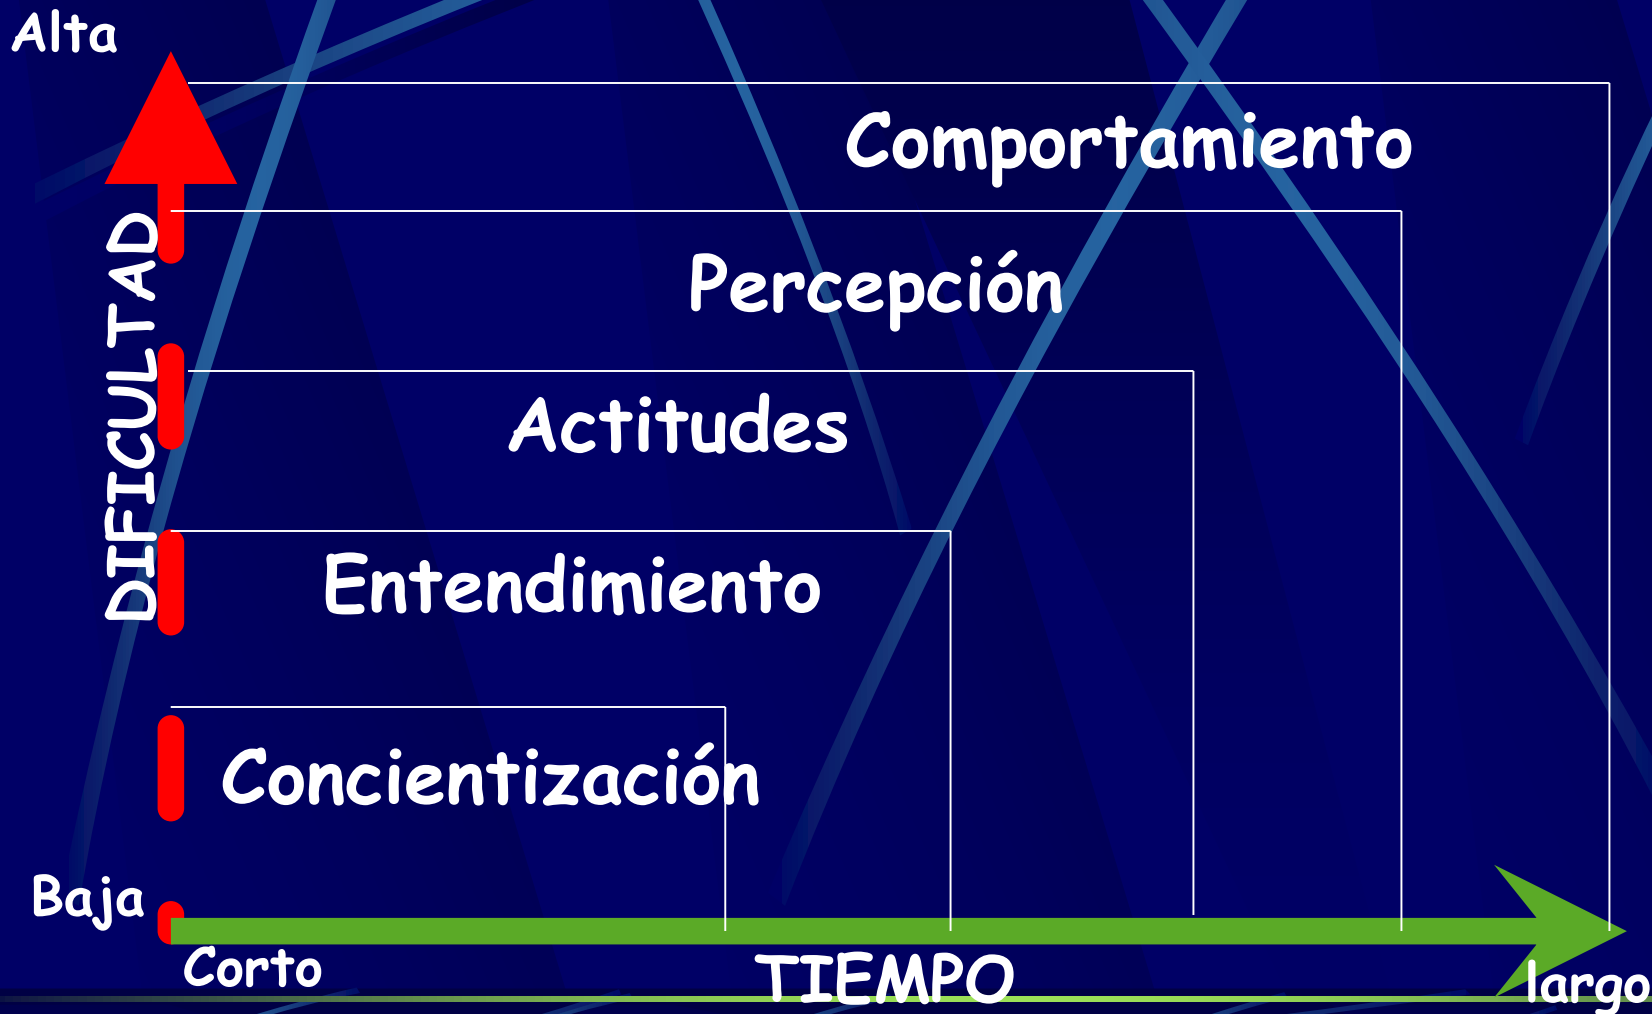 Alta
Comportamiento
Percepción
Actitudes
Entendimiento
Concientización
DIFICULTAD
Baja
Corto
TIEMPO
largo